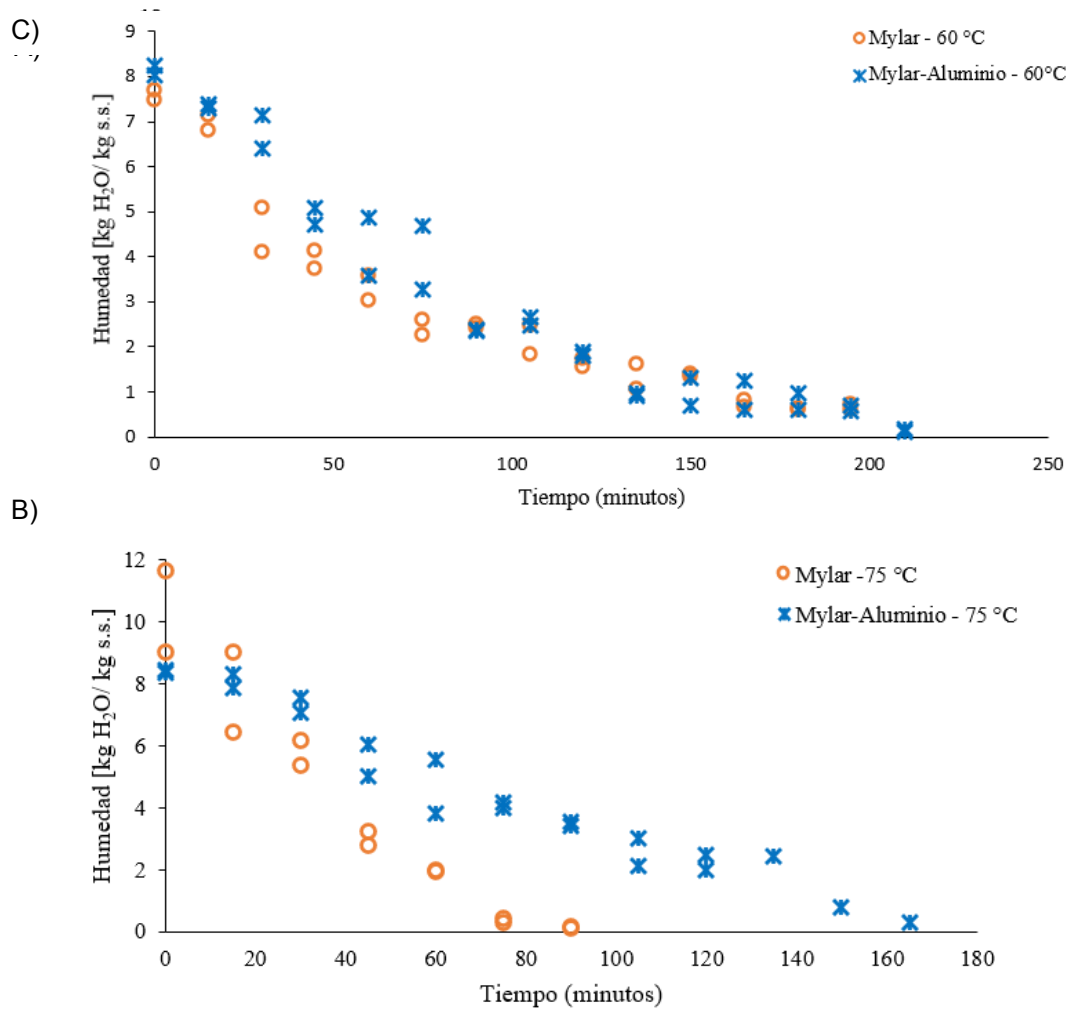 C)
9
8
7
6
5
4
3
2
1
0
Humedad [kg H₂O/ kg s.s.]
Mylar - 60 °C
Mylar-Aluminio - 60°C
0 50 100 150 200 250
Tiempo (minutos)
B)
12
10
8
6
4
2
0
Humedad [kg H₂O/ kg s.s.]
Mylar -75 °C
Mylar-Aluminio - 75 °C
0 20 40 60 80 100 120 140 160 180
Tiempo (minutos)